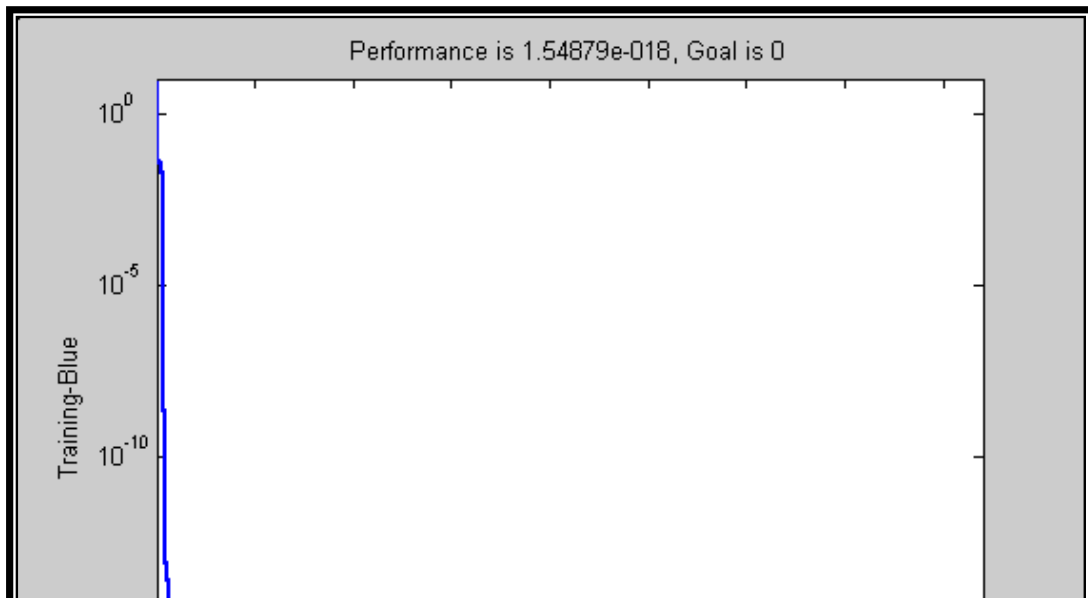 Performance is 1.54879e-018, Goal is 0
10⁰
10⁻⁵
Training-Blue
10⁻¹⁰